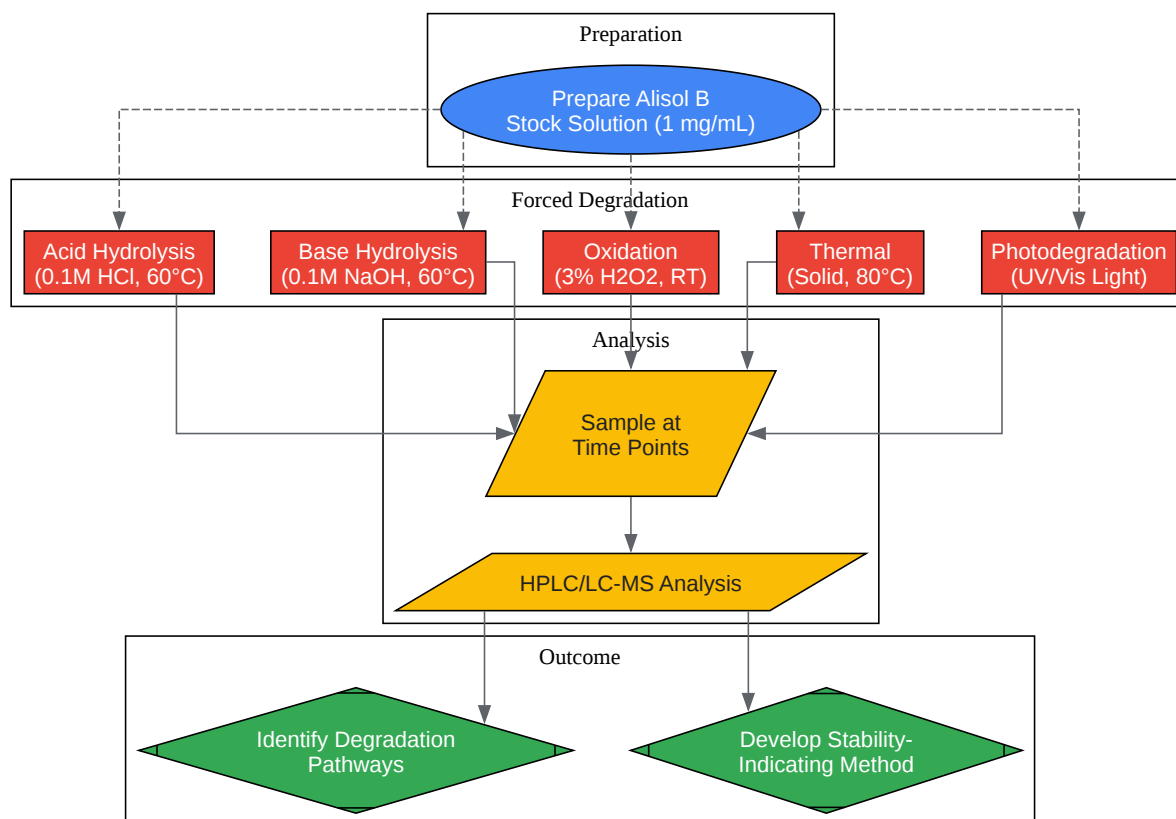 Preparation
Prepare Alisol B
Stock Solution (1 mg/mL)
Forced Degradation
Acid Hydrolysis
(0.1M HCl, 60°C)
Base Hydrolysis
(0.1M NaOH, 60°C)
Oxidation
(3% H2O2, RT)
Thermal
(Solid, 80°C)
Photodegradation
(UV/Vis Light)
Analysis
Sample at
Time Points
HPLC/LC-MS Analysis
Outcome
Identify Degradation
Pathways
Develop Stability-
Indicating Method